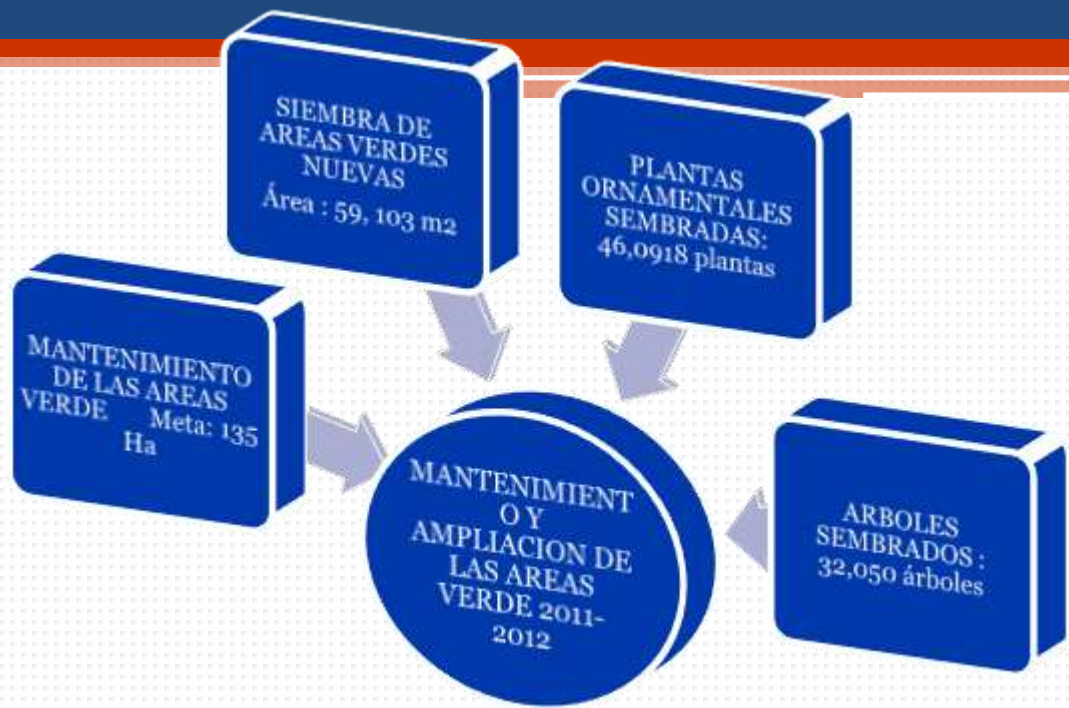 SIEMBRA DE
AREAS VERDES
NUEVAS
Área : 59, 103 m2
PLANTAS
ORNAMENTALES
SEMBRADAS:
46,0918 plantas
MANTENIMIENTO
DE LAS AREAS
VERDE Meta: 135
Ha
MANTENIMIENT
O Y
AMPLIACION DE
LAS AREAS
VERDE 2011-
2012
ARBOLES
SEMBRADOS :
32,050 árboles